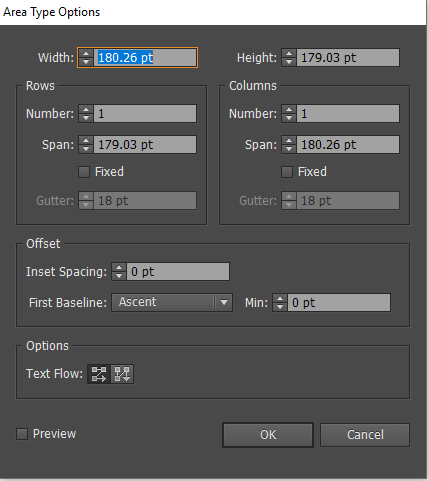 Area Type Options
Width: 180.26 pt Height: 179.03 pt
Rows Columns
Number: 1 Number: 1
Span: 179.03 pt Span: 180.26 pt
Fixed Fixed
Gutter: 18 pt Gutter: 18 pt
Offset
Inset Spacing: 0 pt
First Baseline: Ascent Min: 0 pt
Options
Text Flow:
Preview OK Cancel